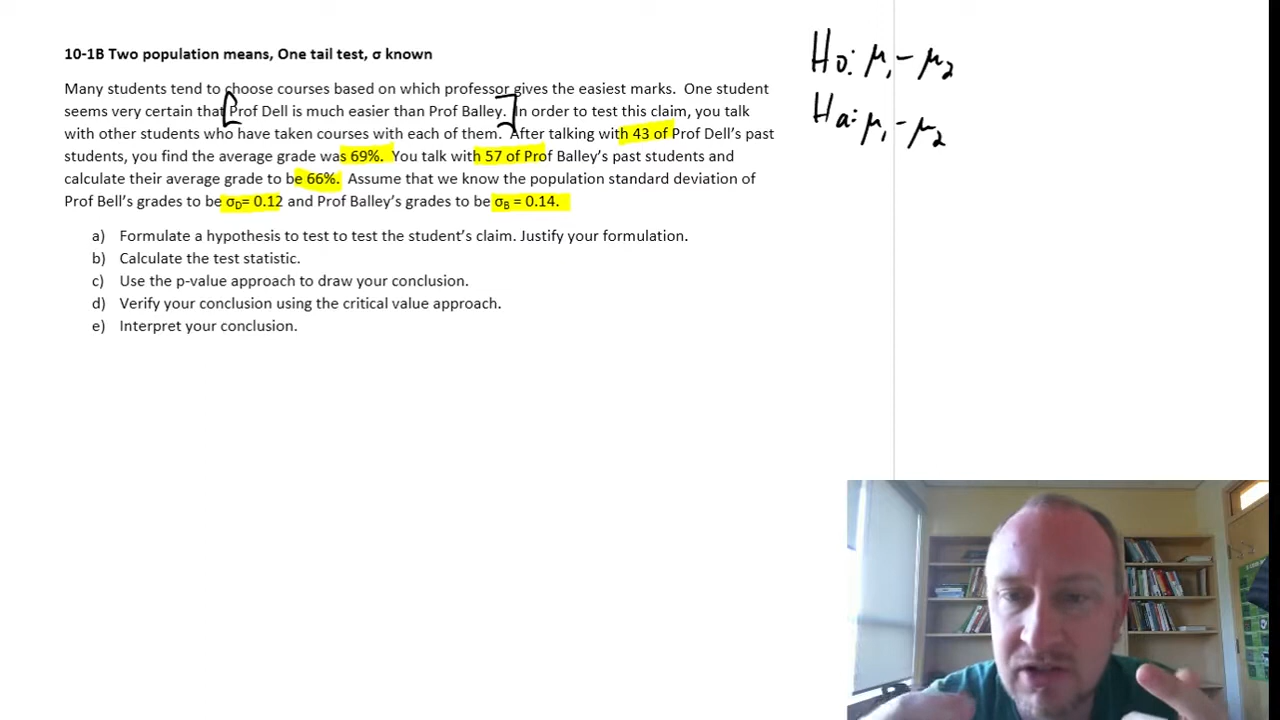 10-1B Two population means, One tail test, σ known
Many students tend to choose courses based on which professor gives the easiest marks. One student
seems very certain that [Prof Dell is much easier than Prof Balley.] In order to test this claim, you talk
with other students who have taken courses with each of them. After talking with 43 of Prof Dell's past
students, you find the average grade was 69%. You talk with 57 of Prof Balley's past students and
calculate their average grade to be 66%. Assume that we know the population standard deviation of
Prof Bell's grades to be σD= 0.12 and Prof Balley's grades to be σB = 0.14.
a) Formulate a hypothesis to test to test the student's claim. Justify your formulation.
b) Calculate the test statistic.
c) Use the p-value approach to draw your conclusion.
d) Verify your conclusion using the critical value approach.
e) Interpret your conclusion.
Ho: μ₁ - μ₂
Ha: μ₁ - μ₂